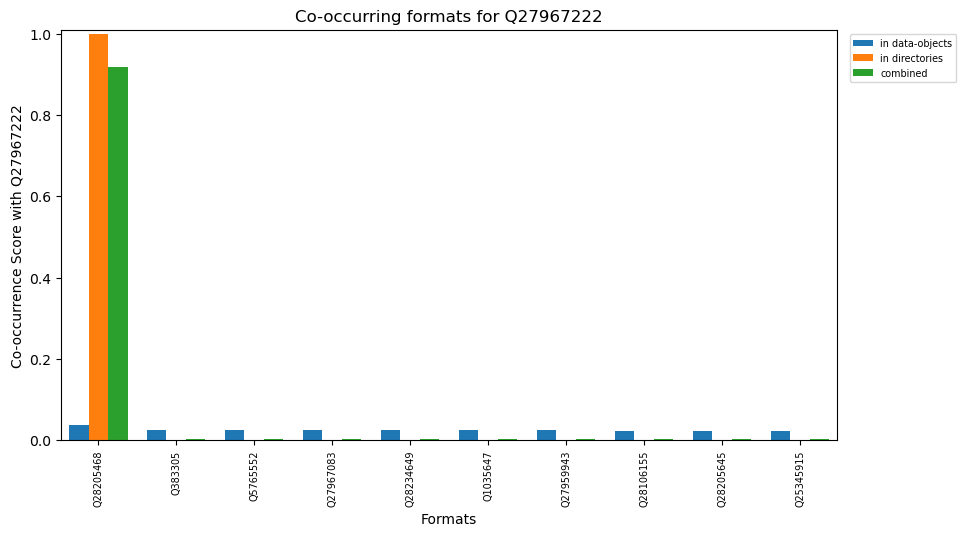 Co-occurring formats for Q27967222
in data-objects
in directories
combined
Co-occurrence Score with Q27967222
1.0
0.8
0.6
0.4
0.2
0.0
Q28205468
Q383305
Q5765552
Q27967083
Q28234649
Q1035647
Q27959943
Q28106155
Q28205645
Q25345915
Formats